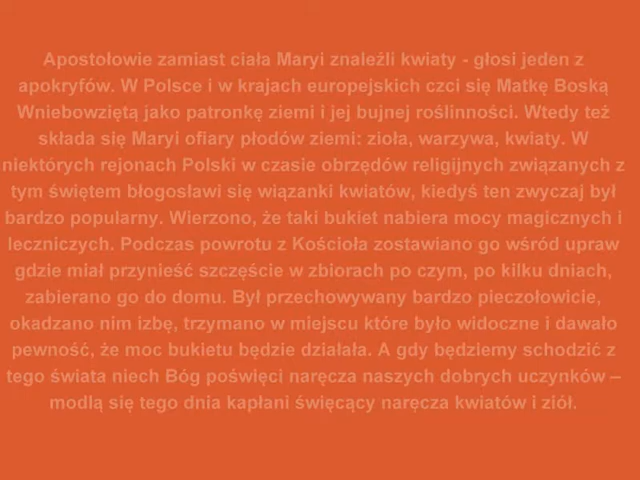 Apostołowie zamiast ciała Maryi znaleźli kwiaty - głosi jeden z
apokryfów. W Polsce i w krajach europejskich czci się Matkę Boską
Wniebowziętą jako patronkę ziemi i jej bujnej roślinności. Wtedy też
składa się Maryi ofiary płodów ziemi: zioła, warzywa, kwiaty. W
niektórych rejonach Polski w czasie obrzędów religijnych związanych z
tym świętem błogosławi się wiązanki kwiatów, kiedyś ten zwyczaj był
bardzo popularny. Wierzono, że taki bukiet nabiera mocy magicznych i
leczniczych. Podczas powrotu z Kościoła zostawiano go wśród upraw
gdzie miał przynieść szczęście w zbiorach po czym, po kilku dniach,
zabierano go do domu. Był przechowywany bardzo pieczołowicie,
okadzano nim izbę, trzymano w miejscu które było widoczne i dawało
pewność, że moc bukietu będzie działała. A gdy będziemy schodzić z
tego świata niech Bóg poświęci naręcza naszych dobrych uczynków –
modlą się tego dnia kapłani święcący naręcza kwiatów i ziół.